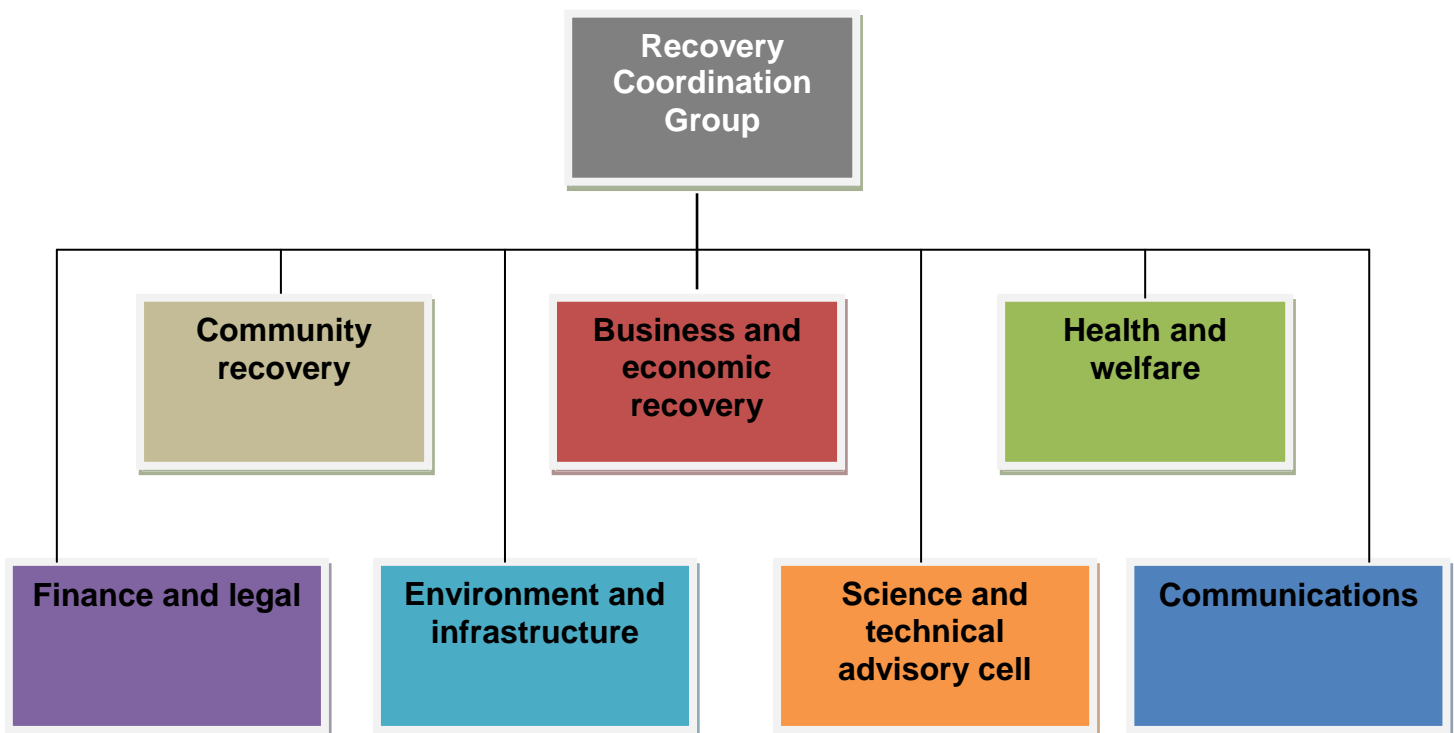 Recovery
Coordination
Group
Community
recovery
Business and
economic
recovery
Health and
welfare
Finance and legal
Environment and
infrastructure
Science and
technical
advisory cell
Communications